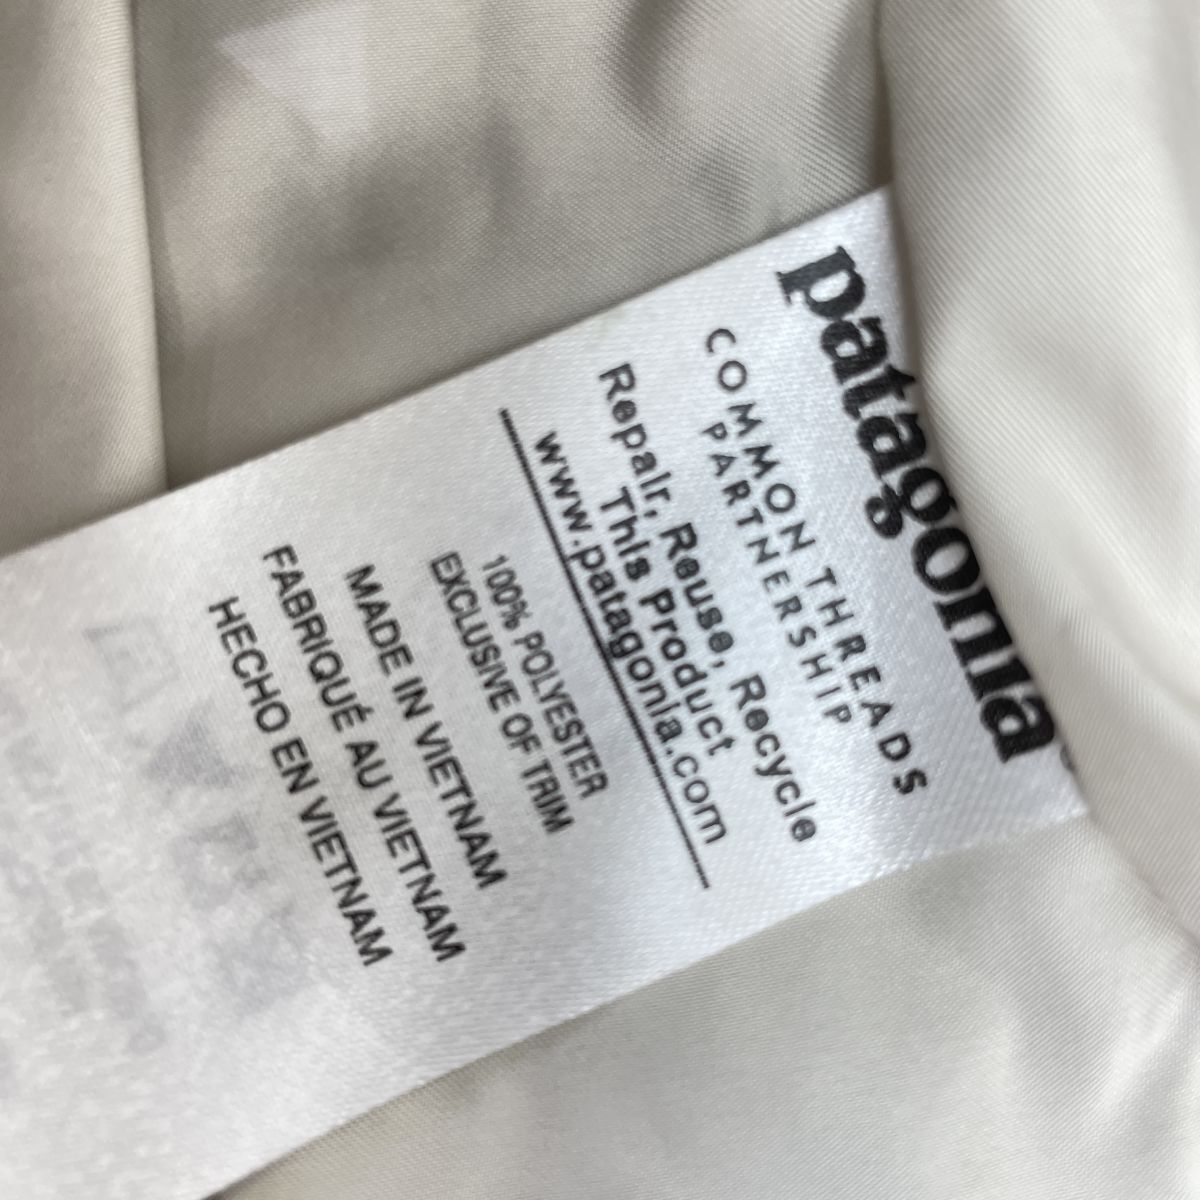 patagonia
COMMON THREADS
PARTNERSHIP
Repair, Reuse, Recycle
This Product
www.patagonia.com
100% POLYESTER
EXCLUSIVE OF TRIM
MADE IN VIETNAM
FABRIQUÉ AU VIETNAM
HECHO EN VIETNAM